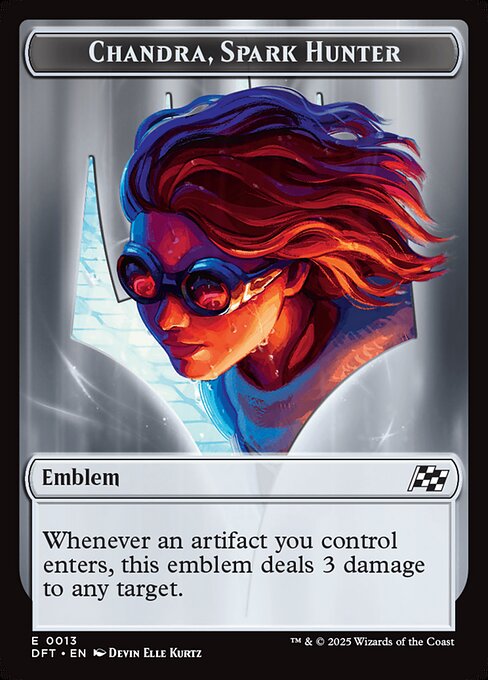 Chandra, Spark Hunter
Emblem
Whenever an artifact you control
enters, this emblem deals 3 damage
to any target.
E 0013
DFT • EN Devin Elle Kurtz
™ & © 2025 Wizards of the Coast